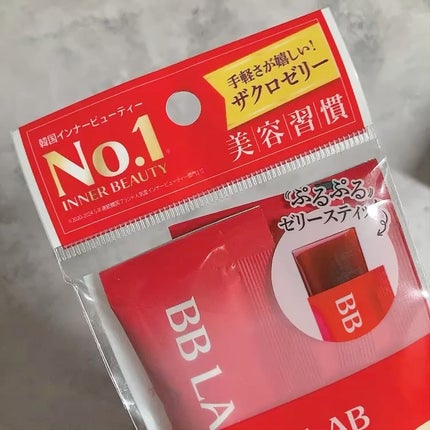 韓国インナービューティー
No.1
INNER BEAUTY
手軽さが嬉しい!
ザクロゼリー
美容習慣
ぷるぷる
ゼリースティック
BB
BB LA
AB